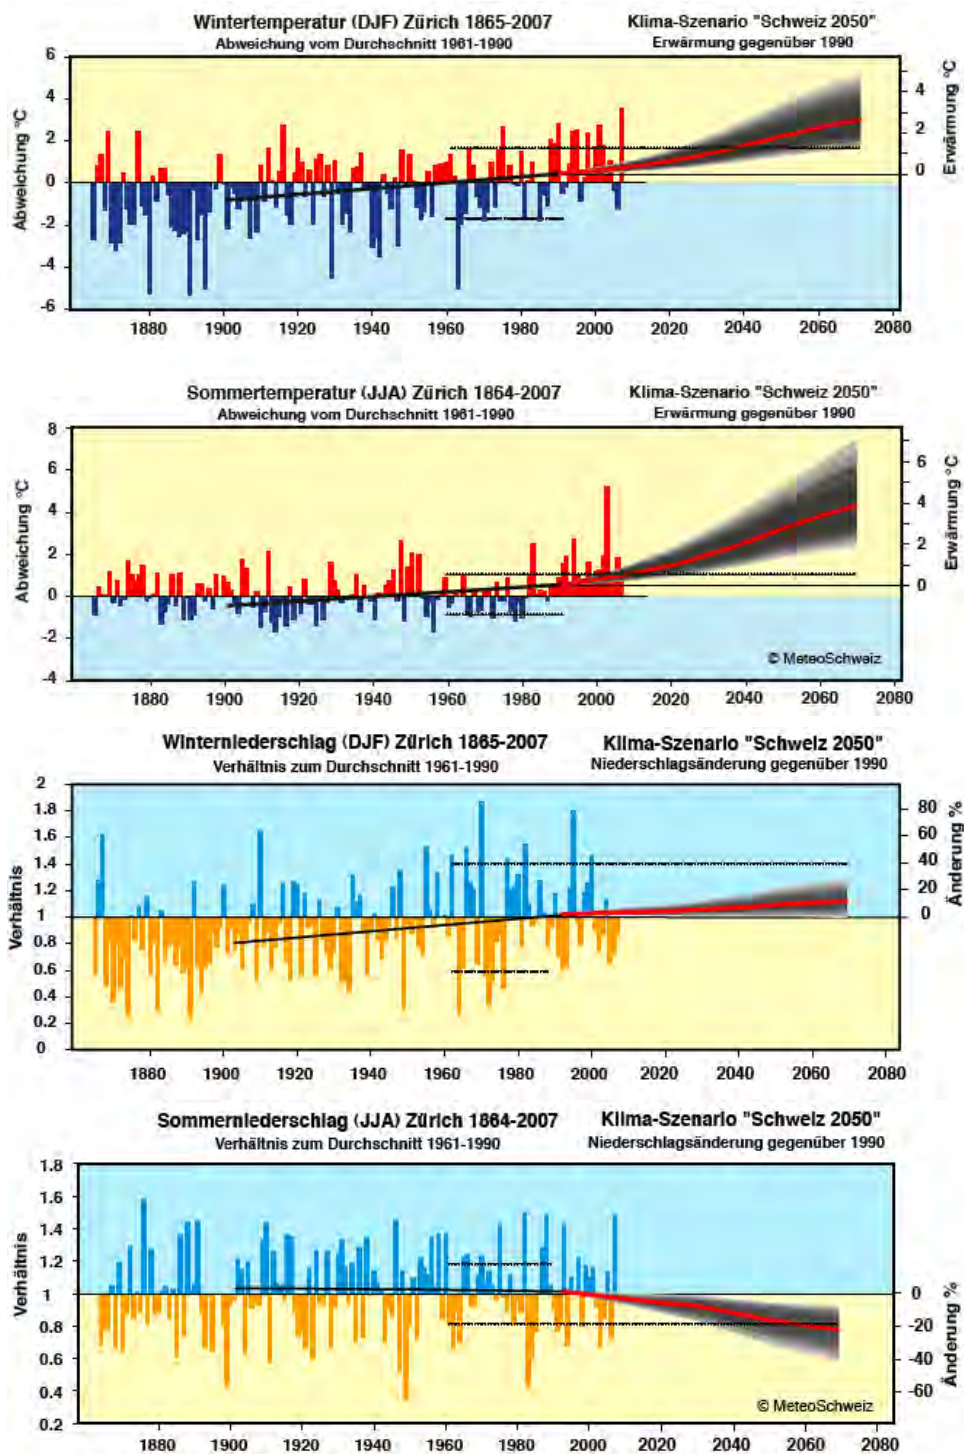 Wintertemperatur (DJF) Zürich 1865-2007
Klima-Szenario "Schweiz 2050"
Abweichung vom Durchschnitt 1961-1990
Erwärmung gegenüber 1990
Abweichung °C
6
4
2
0
-2
-4
-6
Erwärmung °C
4
2
0
1880 1900 1920 1940 1960 1980 2000 2020 2040 2060 2080
Sommertemperatur (JJA) Zürich 1864-2007
Klima-Szenario "Schweiz 2050"
Abweichung vom Durchschnitt 1961-1990
Erwärmung gegenüber 1990
Abweichung °C
8
6
4
2
0
-2
-4
Erwärmung °C
6
4
2
0
© MeteoSchweiz
1880 1900 1920 1940 1960 1980 2000 2020 2040 2060 2080
Winterniederschlag (DJF) Zürich 1865-2007
Klima-Szenario "Schweiz 2050"
Verhältnis zum Durchschnitt 1961-1990
Niederschlagsänderung gegenüber 1990
Verhältnis
2
1.8
1.6
1.4
1.2
1
0.8
0.6
0.4
0.2
0
Änderung %
80
60
40
20
0
1880 1900 1920 1940 1960 1980 2000 2020 2040 2060 2080
Sommerniederschlag (JJA) Zürich 1864-2007
Klima-Szenario "Schweiz 2050"
Verhältnis zum Durchschnitt 1961-1990
Niederschlagsänderung gegenüber 1990
Verhältnis
1.8
1.6
1.4
1.2
1
0.8
0.6
0.4
0.2
Änderung %
0
-20
-40
-60
© MeteoSchweiz
1880 1900 1920 1940 1960 1980 2000 2020 2040 2060 2080